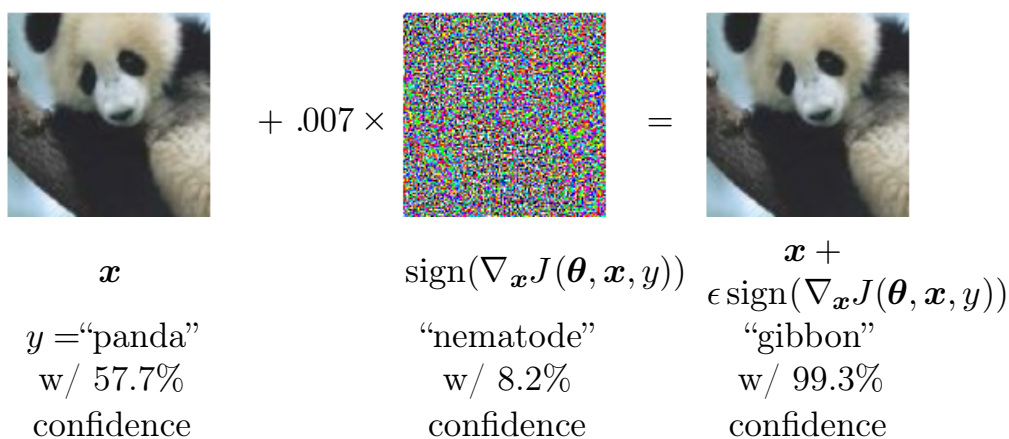 + .007 × =
x sign(∇ₓJ(θ, x, y)) x +
ϵ sign(∇ₓJ(θ, x, y))
y =“panda” “nematode” “gibbon”
w/ 57.7% w/ 8.2% w/ 99.3%
confidence confidence confidence